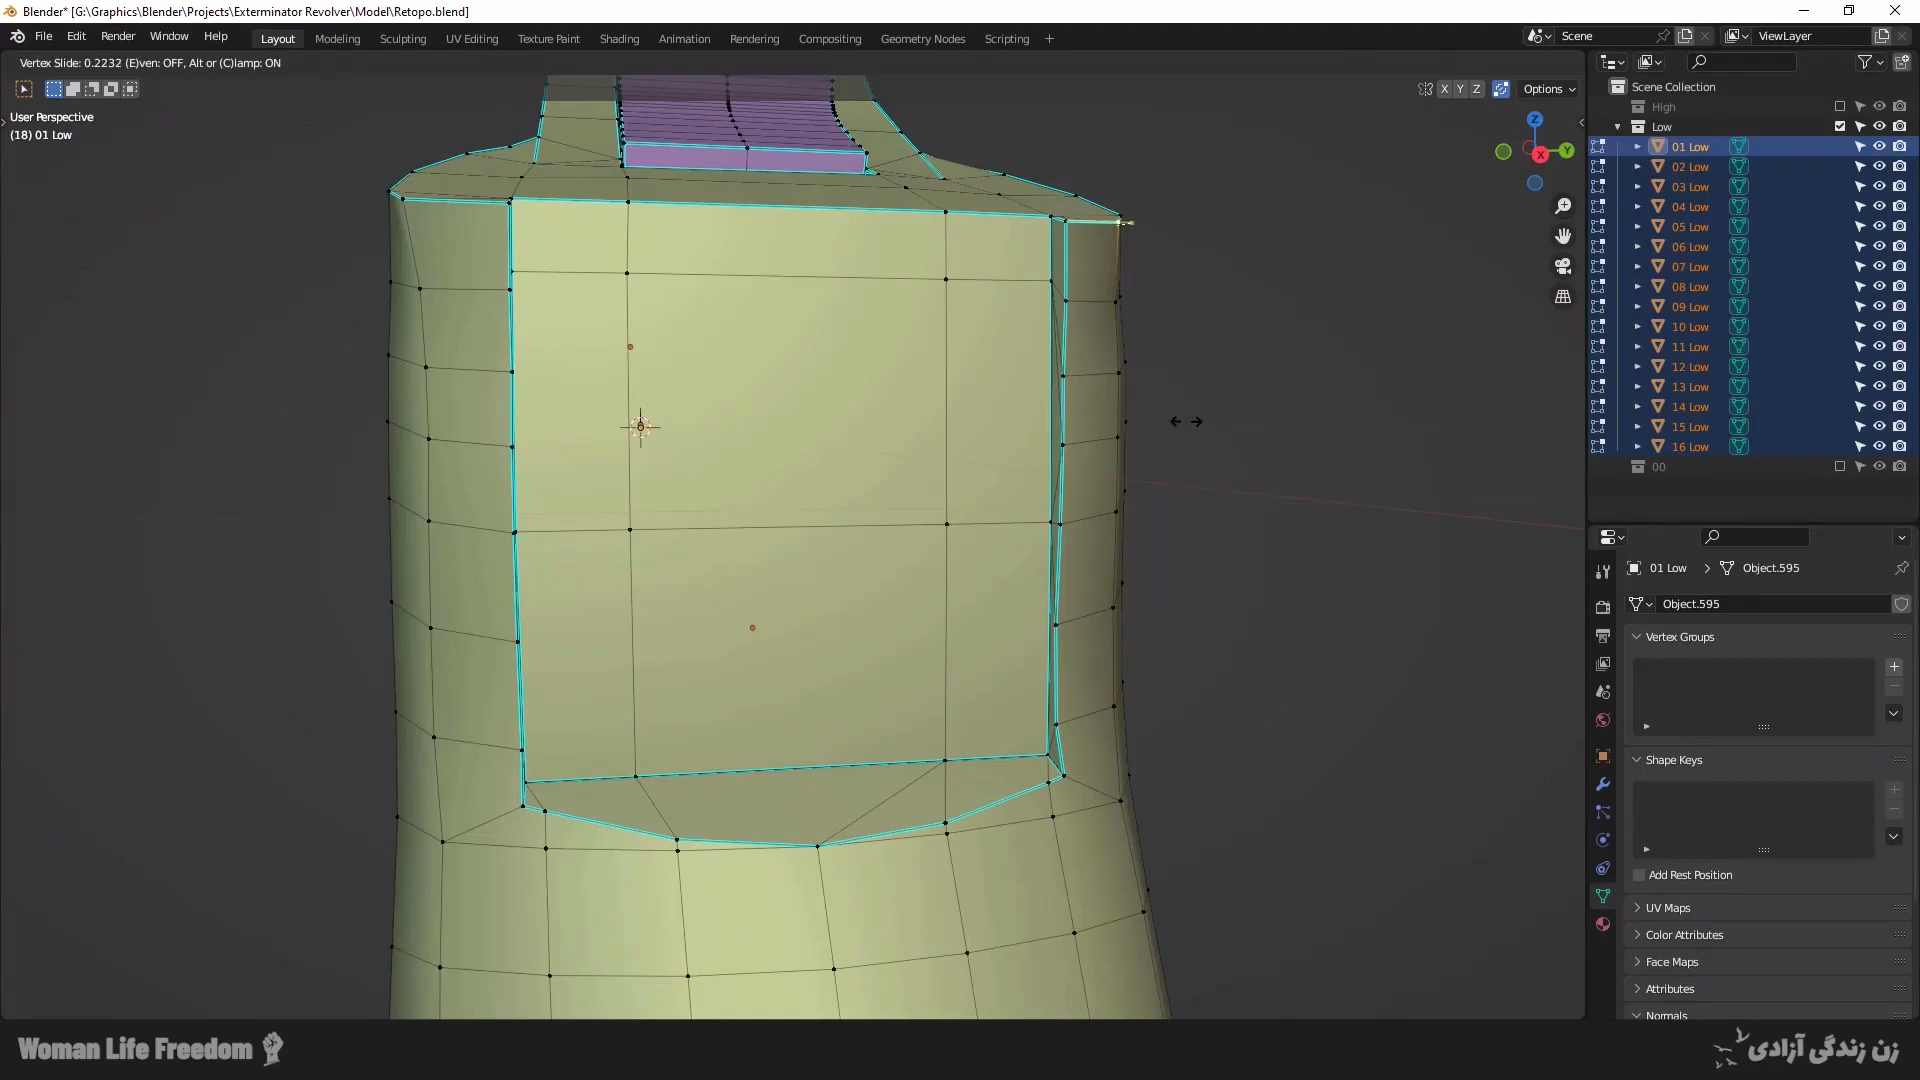 Blender* [G:\Graphics\Blender\Projects\Exterminator Revolver\Model\Retopo.blend]
File Edit Render Window Help Layout Modeling Sculpting UV Editing Texture Paint Shading Animation Rendering Compositing Geometry Nodes Scripting + Scene ViewLayer
Vertex Slide: 0.2232 (E)ven: OFF, Alt or (C)lamp: ON
X Y Z Options
User Perspective
(18) 01 Low
Z
Y
X
Scene Collection
High
Low
01 Low
02 Low
03 Low
04 Low
05 Low
06 Low
07 Low
08 Low
09 Low
10 Low
11 Low
12 Low
13 Low
14 Low
15 Low
16 Low
00
01 Low > Object.595
Object.595
Vertex Groups
Shape Keys
Add Rest Position
UV Maps
Color Attributes
Face Maps
Attributes
Normals
Woman Life Freedom
زن زندگی آزادی